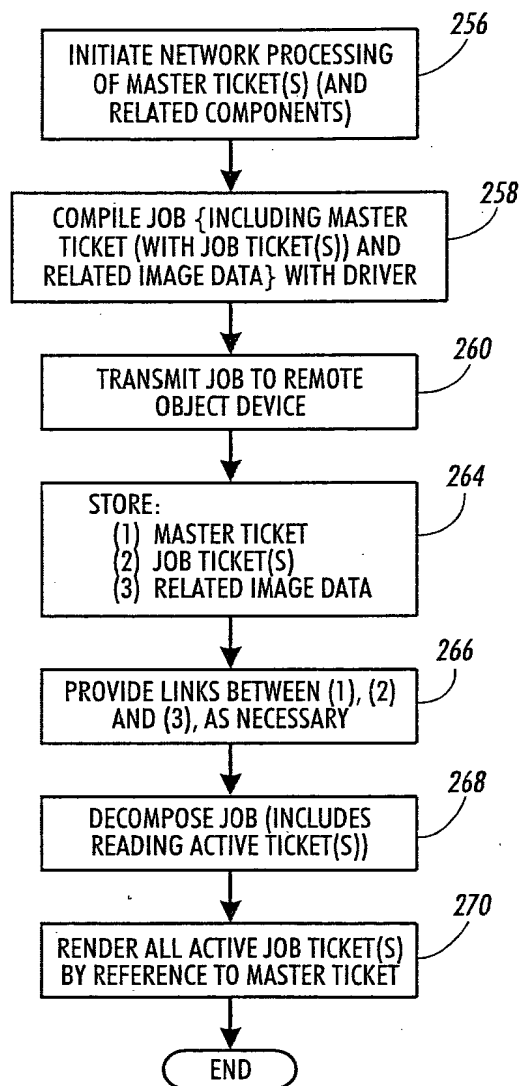 256
INITIATE NETWORK PROCESSING
OF MASTER TICKET(S) (AND
RELATED COMPONENTS)
258
COMPILE JOB {INCLUDING MASTER
TICKET (WITH JOB TICKET(S)) AND
RELATED IMAGE DATA} WITH DRIVER
260
TRANSMIT JOB TO REMOTE
OBJECT DEVICE
264
STORE:
(1) MASTER TICKET
(2) JOB TICKET(S)
(3) RELATED IMAGE DATA
266
PROVIDE LINKS BETWEEN (1), (2)
AND (3), AS NECESSARY
268
DECOMPOSE JOB (INCLUDES
READING ACTIVE TICKET(S))
270
RENDER ALL ACTIVE JOB TICKET(S)
BY REFERENCE TO MASTER TICKET
END